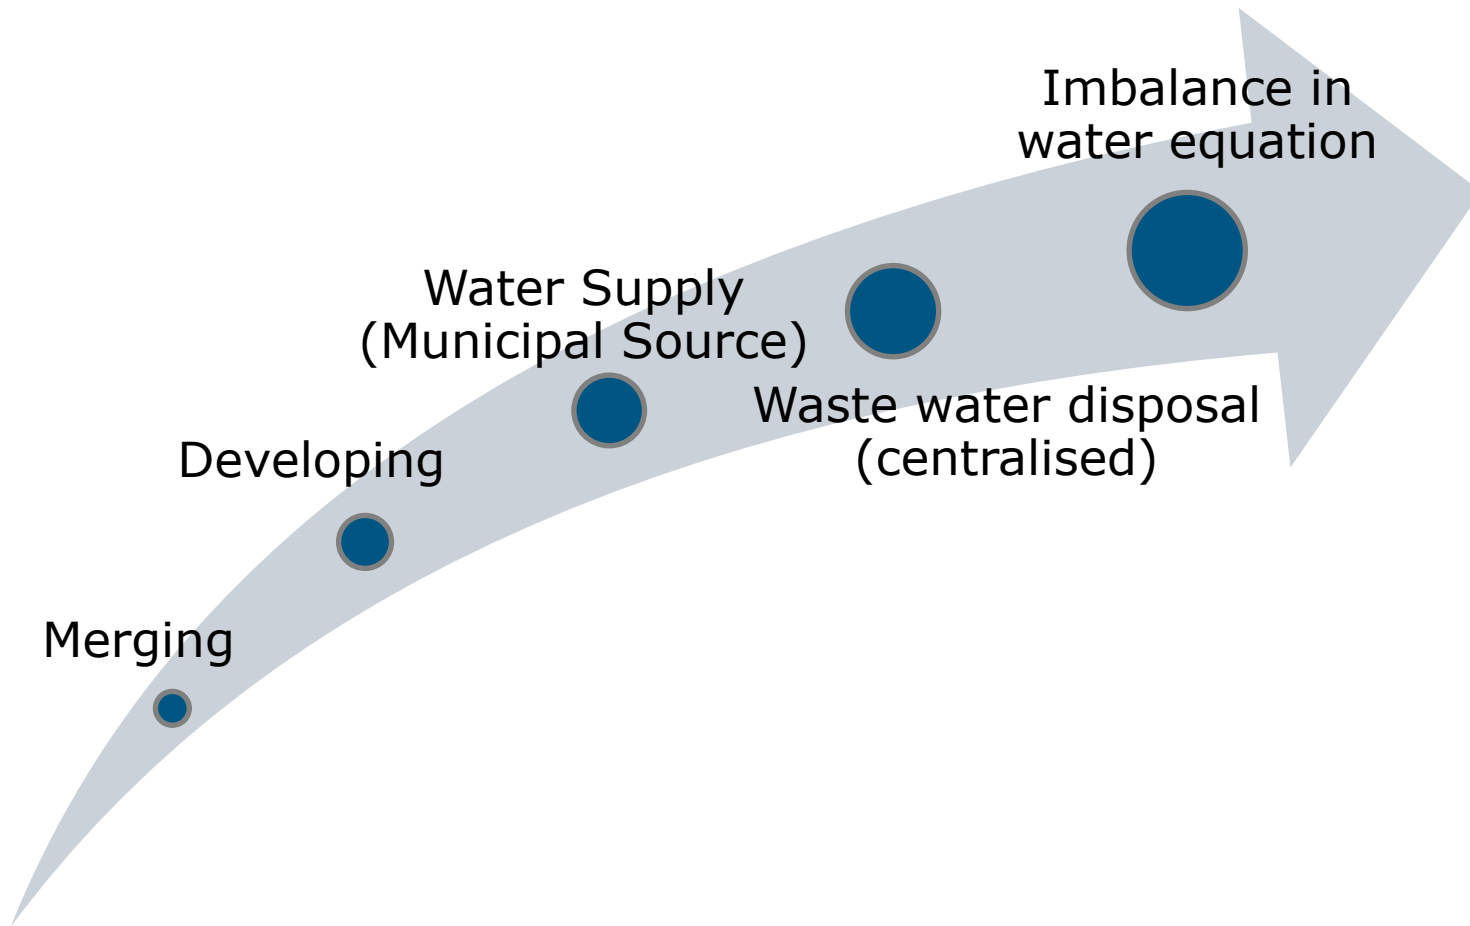 Imbalance in
water equation
Water Supply
(Municipal Source)
Waste water disposal
(centralised)
Developing
Merging